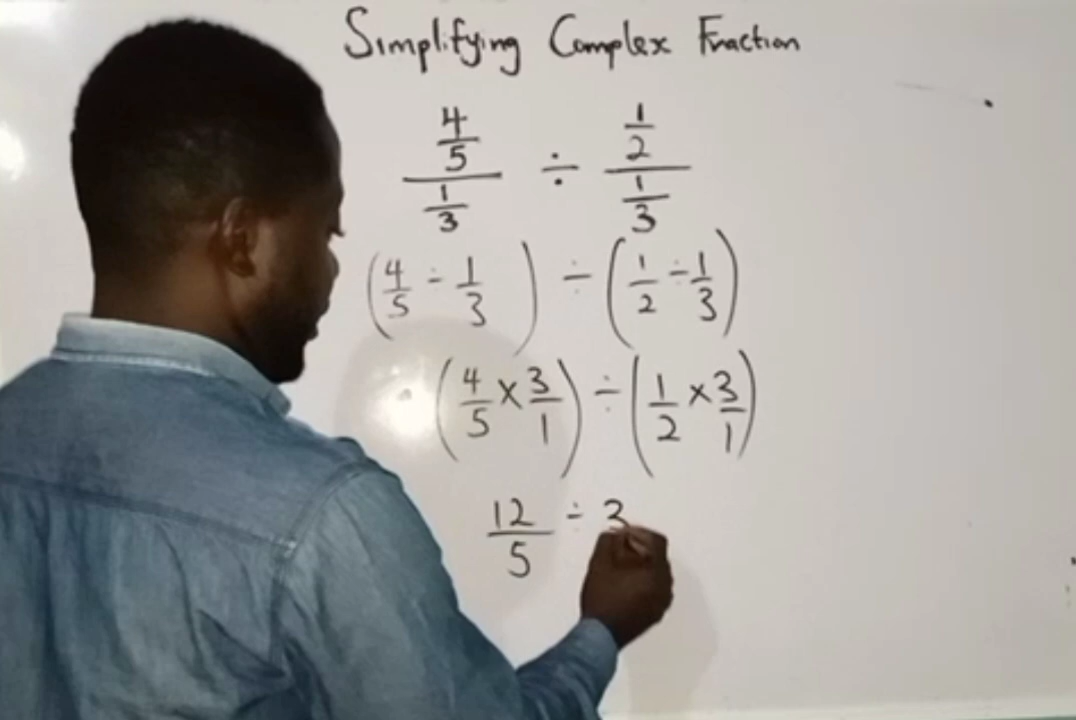 Simplifying Complex Fraction
4/5 / 1/3 ÷ 1/2 / 1/3
(4/5 ÷ 1/3) ÷ (1/2 ÷ 1/3)
(4/5 × 3/1) ÷ (1/2 × 3/1)
12/5 ÷ 3